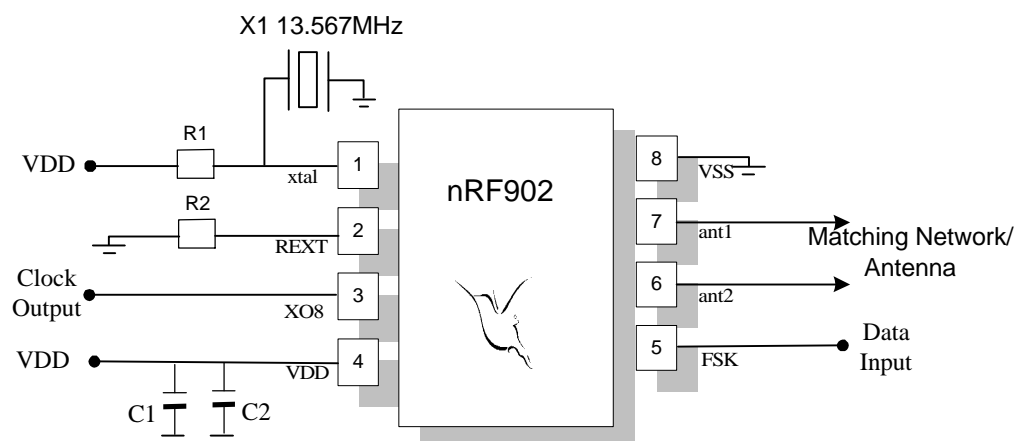 X1 13.567MHz
R1
VDD
xtal
1
R2
REXT
2
Clock
Output
XO8
3
VDD
VDD
4
C1
C2
nRF902
8
VSS
7
ant1
Matching Network/
Antenna
6
ant2
5
FSK
Data
Input